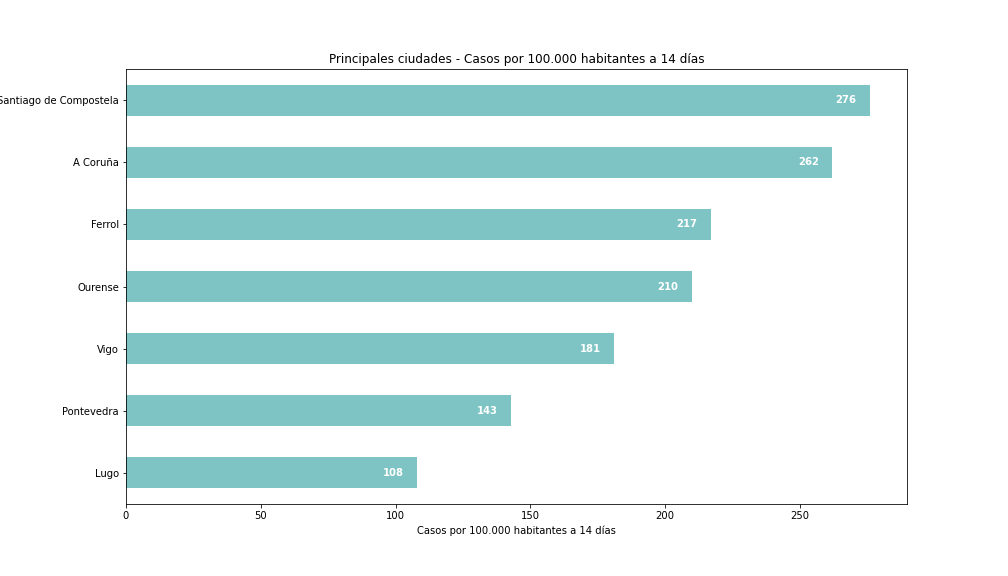 Principales ciudades - Casos por 100.000 habitantes a 14 días
Santiago de Compostela 276
A Coruña 262
Ferrol 217
Ourense 210
Vigo 181
Pontevedra 143
Lugo 108
0 50 100 150 200 250
Casos por 100.000 habitantes a 14 días